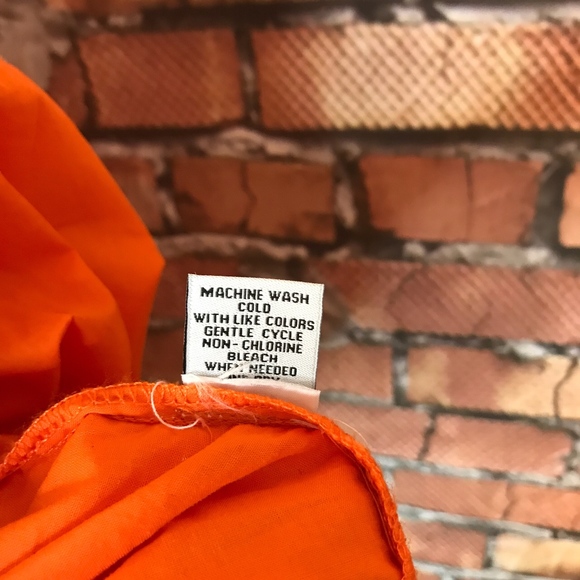 MACHINE WASH
COLD
WITH LIKE COLORS
GENTLE CYCLE
NON-CHLORINE
BLEACH
WHEN NEEDED